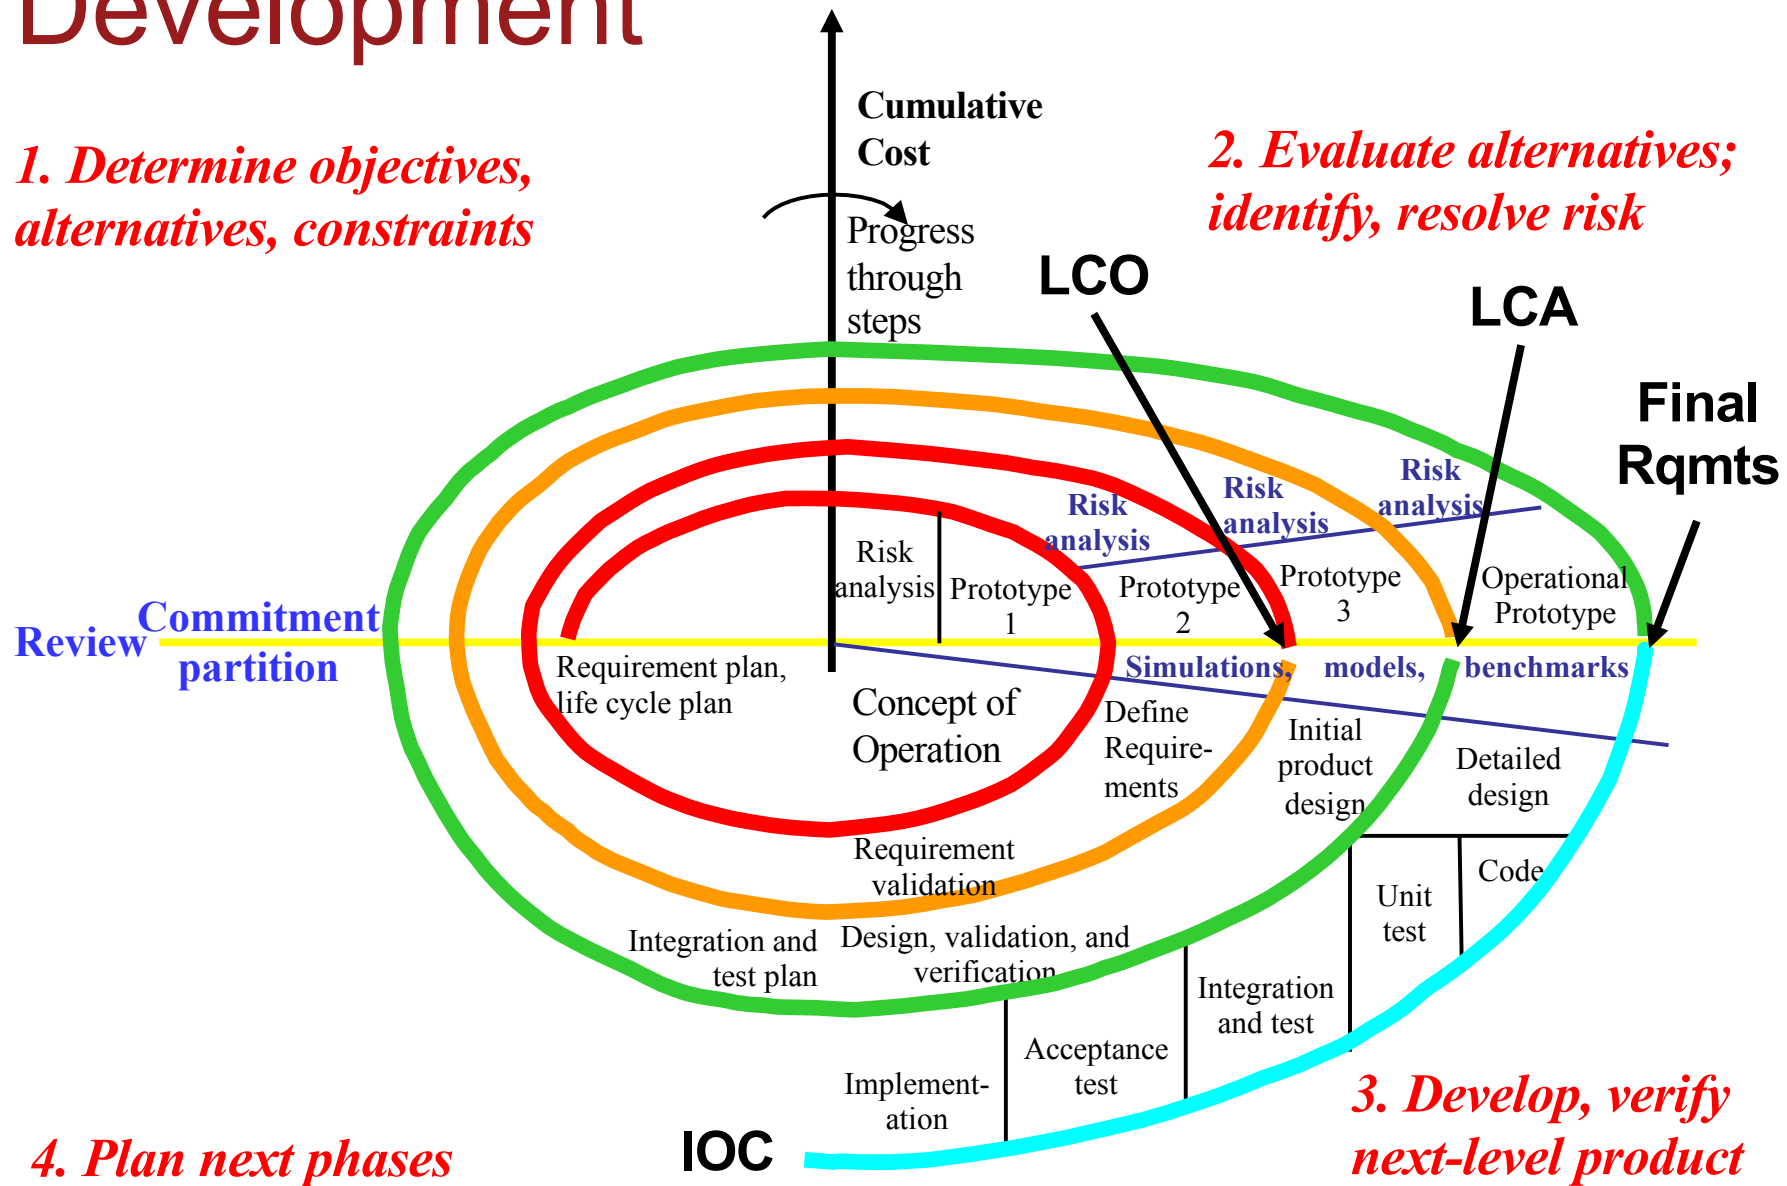 Development
Cumulative
Cost
1. Determine objectives,
alternatives, constraints
2. Evaluate alternatives;
identify, resolve risk
Progress
through
steps
LCO
LCA
Final
Rqmts
Risk
analysis
Risk
analysis
Risk
analysis
Risk
analysis
Prototype
1
Prototype
2
Prototype
3
Operational
Prototype
Review
Commitment
partition
Requirement plan,
life cycle plan
Concept of
Operation
Simulations, models, benchmarks
Define
Require-
ments
Initial
product
design
Detailed
design
Requirement
validation
Code
Unit
test
Integration and
test plan
Design, validation, and
verification
Integration
and test
Acceptance
test
Implement-
ation
IOC
3. Develop, verify
next-level product
4. Plan next phases